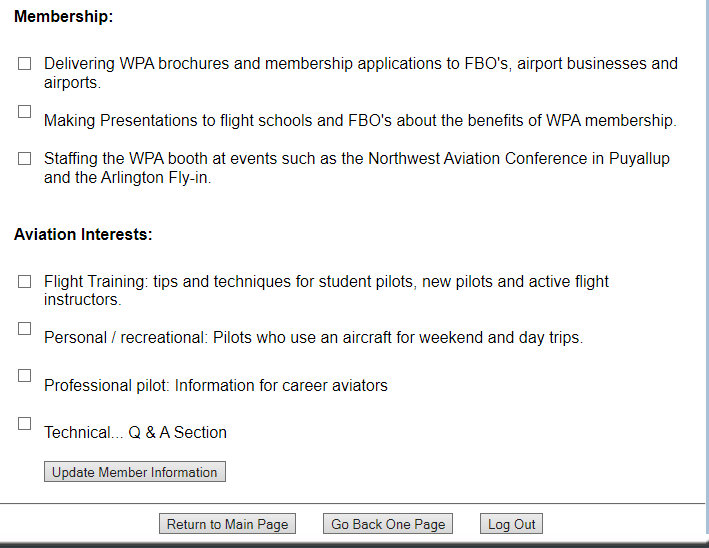 Membership:
Delivering WPA brochures and membership applications to FBO's, airport businesses and
airports.
Making Presentations to flight schools and FBO's about the benefits of WPA membership.
Staffing the WPA booth at events such as the Northwest Aviation Conference in Puyallup
and the Arlington Fly-in.
Aviation Interests:
Flight Training: tips and techniques for student pilots, new pilots and active flight
instructors.
Personal / recreational: Pilots who use an aircraft for weekend and day trips.
Professional pilot: Information for career aviators
Technical... Q & A Section
Update Member Information
Return to Main Page Go Back One Page Log Out